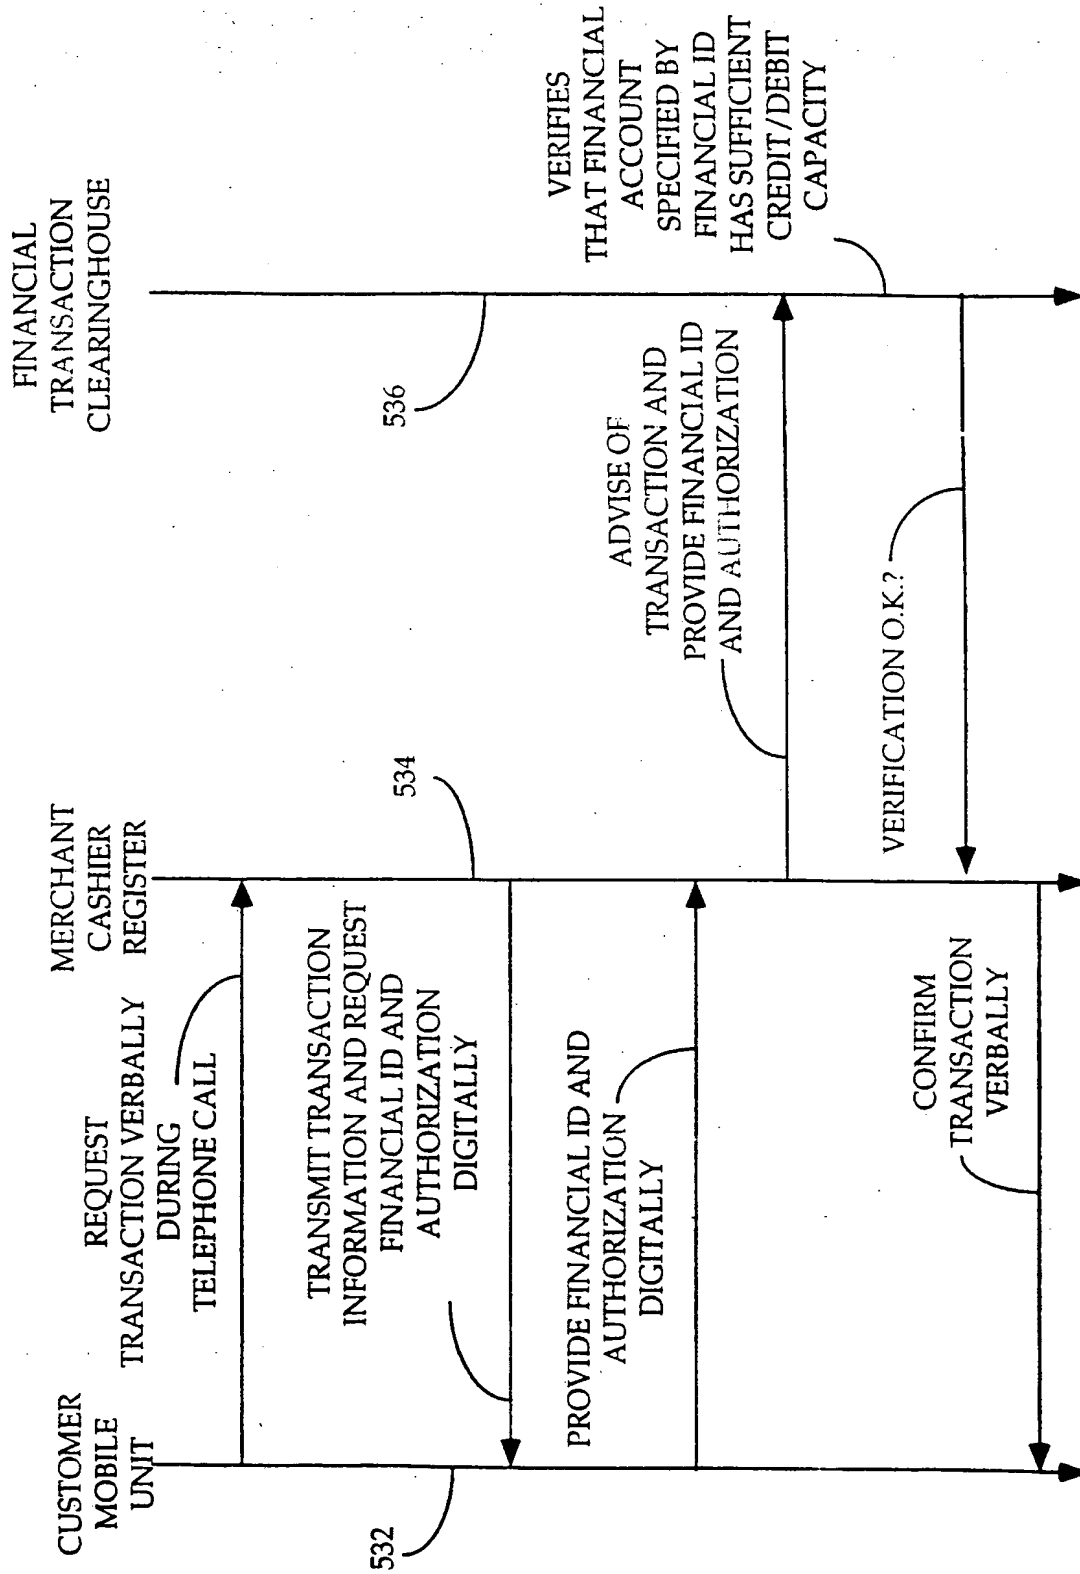 CUSTOMER
MOBILE
UNIT
MERCHANT
CASHIER
REGISTER
FINANCIAL
TRANSACTION
CLEARINGHOUSE
REQUEST
TRANSACTION VERBALLY
DURING
TELEPHONE CALL
532
534
536
TRANSMIT TRANSACTION
INFORMATION AND REQUEST
FINANCIAL ID AND
AUTHORIZATION
DIGITALLY
PROVIDE FINANCIAL ID AND
AUTHORIZATION
DIGITALLY
ADVISE OF
TRANSACTION AND
PROVIDE FINANCIAL ID
AND AUTHORIZATION
VERIFIES
THAT FINANCIAL
ACCOUNT
SPECIFIED BY
FINANCIAL ID
HAS SUFFICIENT
CREDIT/DEBIT
CAPACITY
VERIFICATION O.K.?
CONFIRM
TRANSACTION
VERBALLY